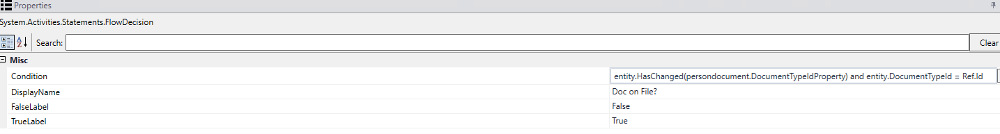 Properties
System.Activities.Statements.FlowDecision
Search: Clear
Misc
Condition entity.HasChanged(persondocument.DocumentTypeIdProperty) and entity.DocumentTypeId = Ref.Id
DisplayName Doc on File?
FalseLabel False
TrueLabel True